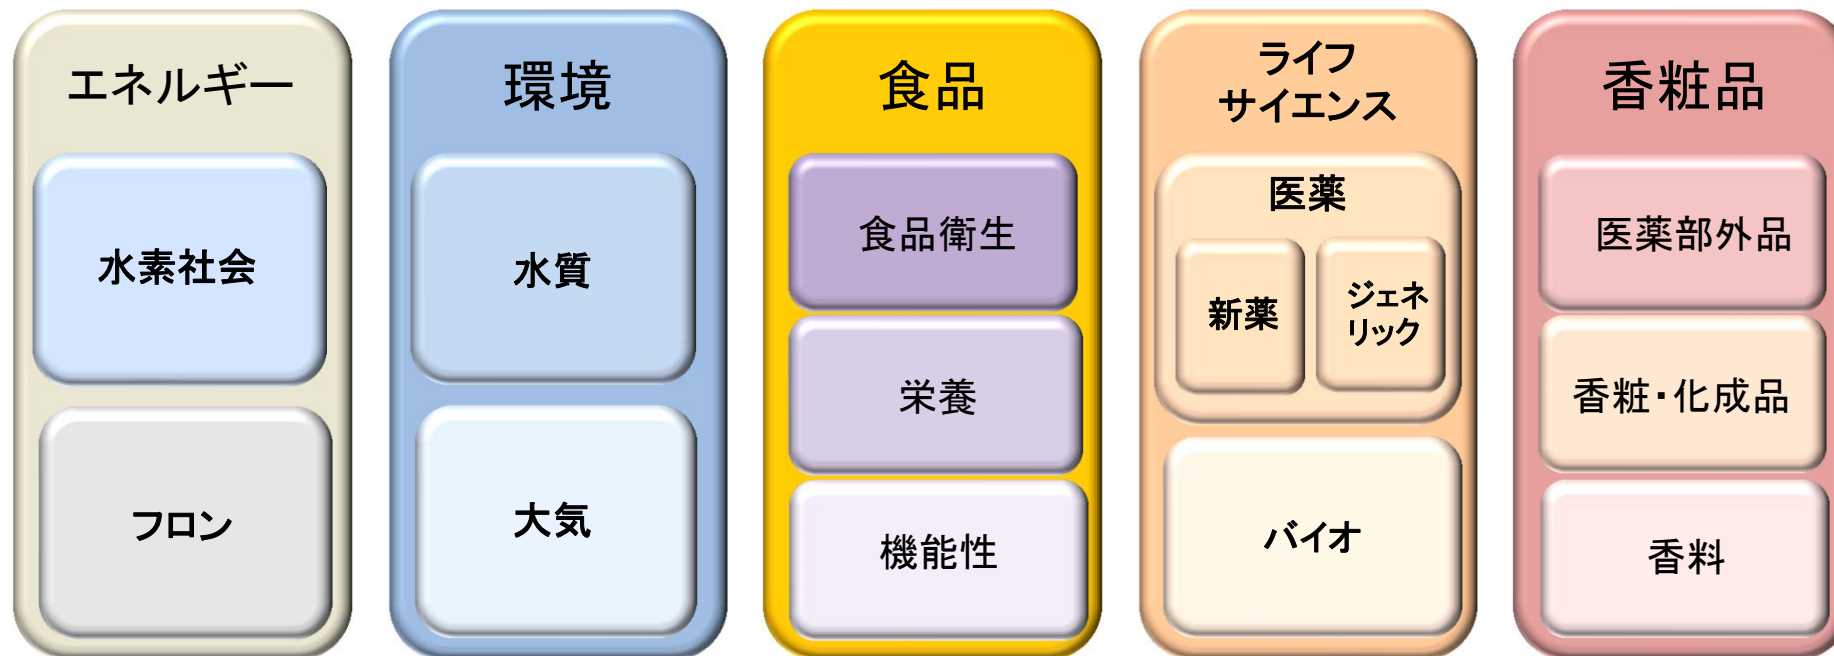 エネルギー
水素社会
フロン
環境
水質
大気
食品
食品衛生
栄養
機能性
ライフ
サイエンス
医薬
新薬
ジェネ
リック
バイオ
香粧品
医薬部外品
香粧・化成品
香料